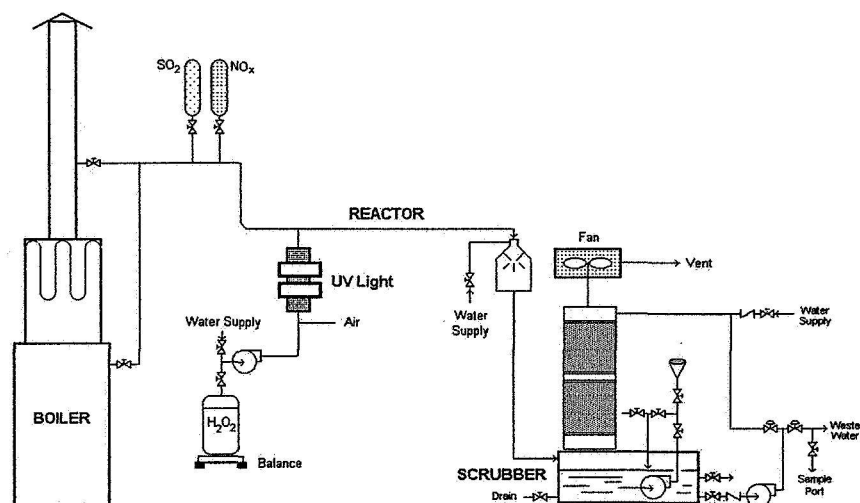 SO2
NOx
REACTOR
Fan
Vent
UV Light
Water Supply
Air
Water
Supply
Water
Supply
BOILER
H2O2
Balance
SCRUBBER
Drain
Waste
Water
Sample
Port